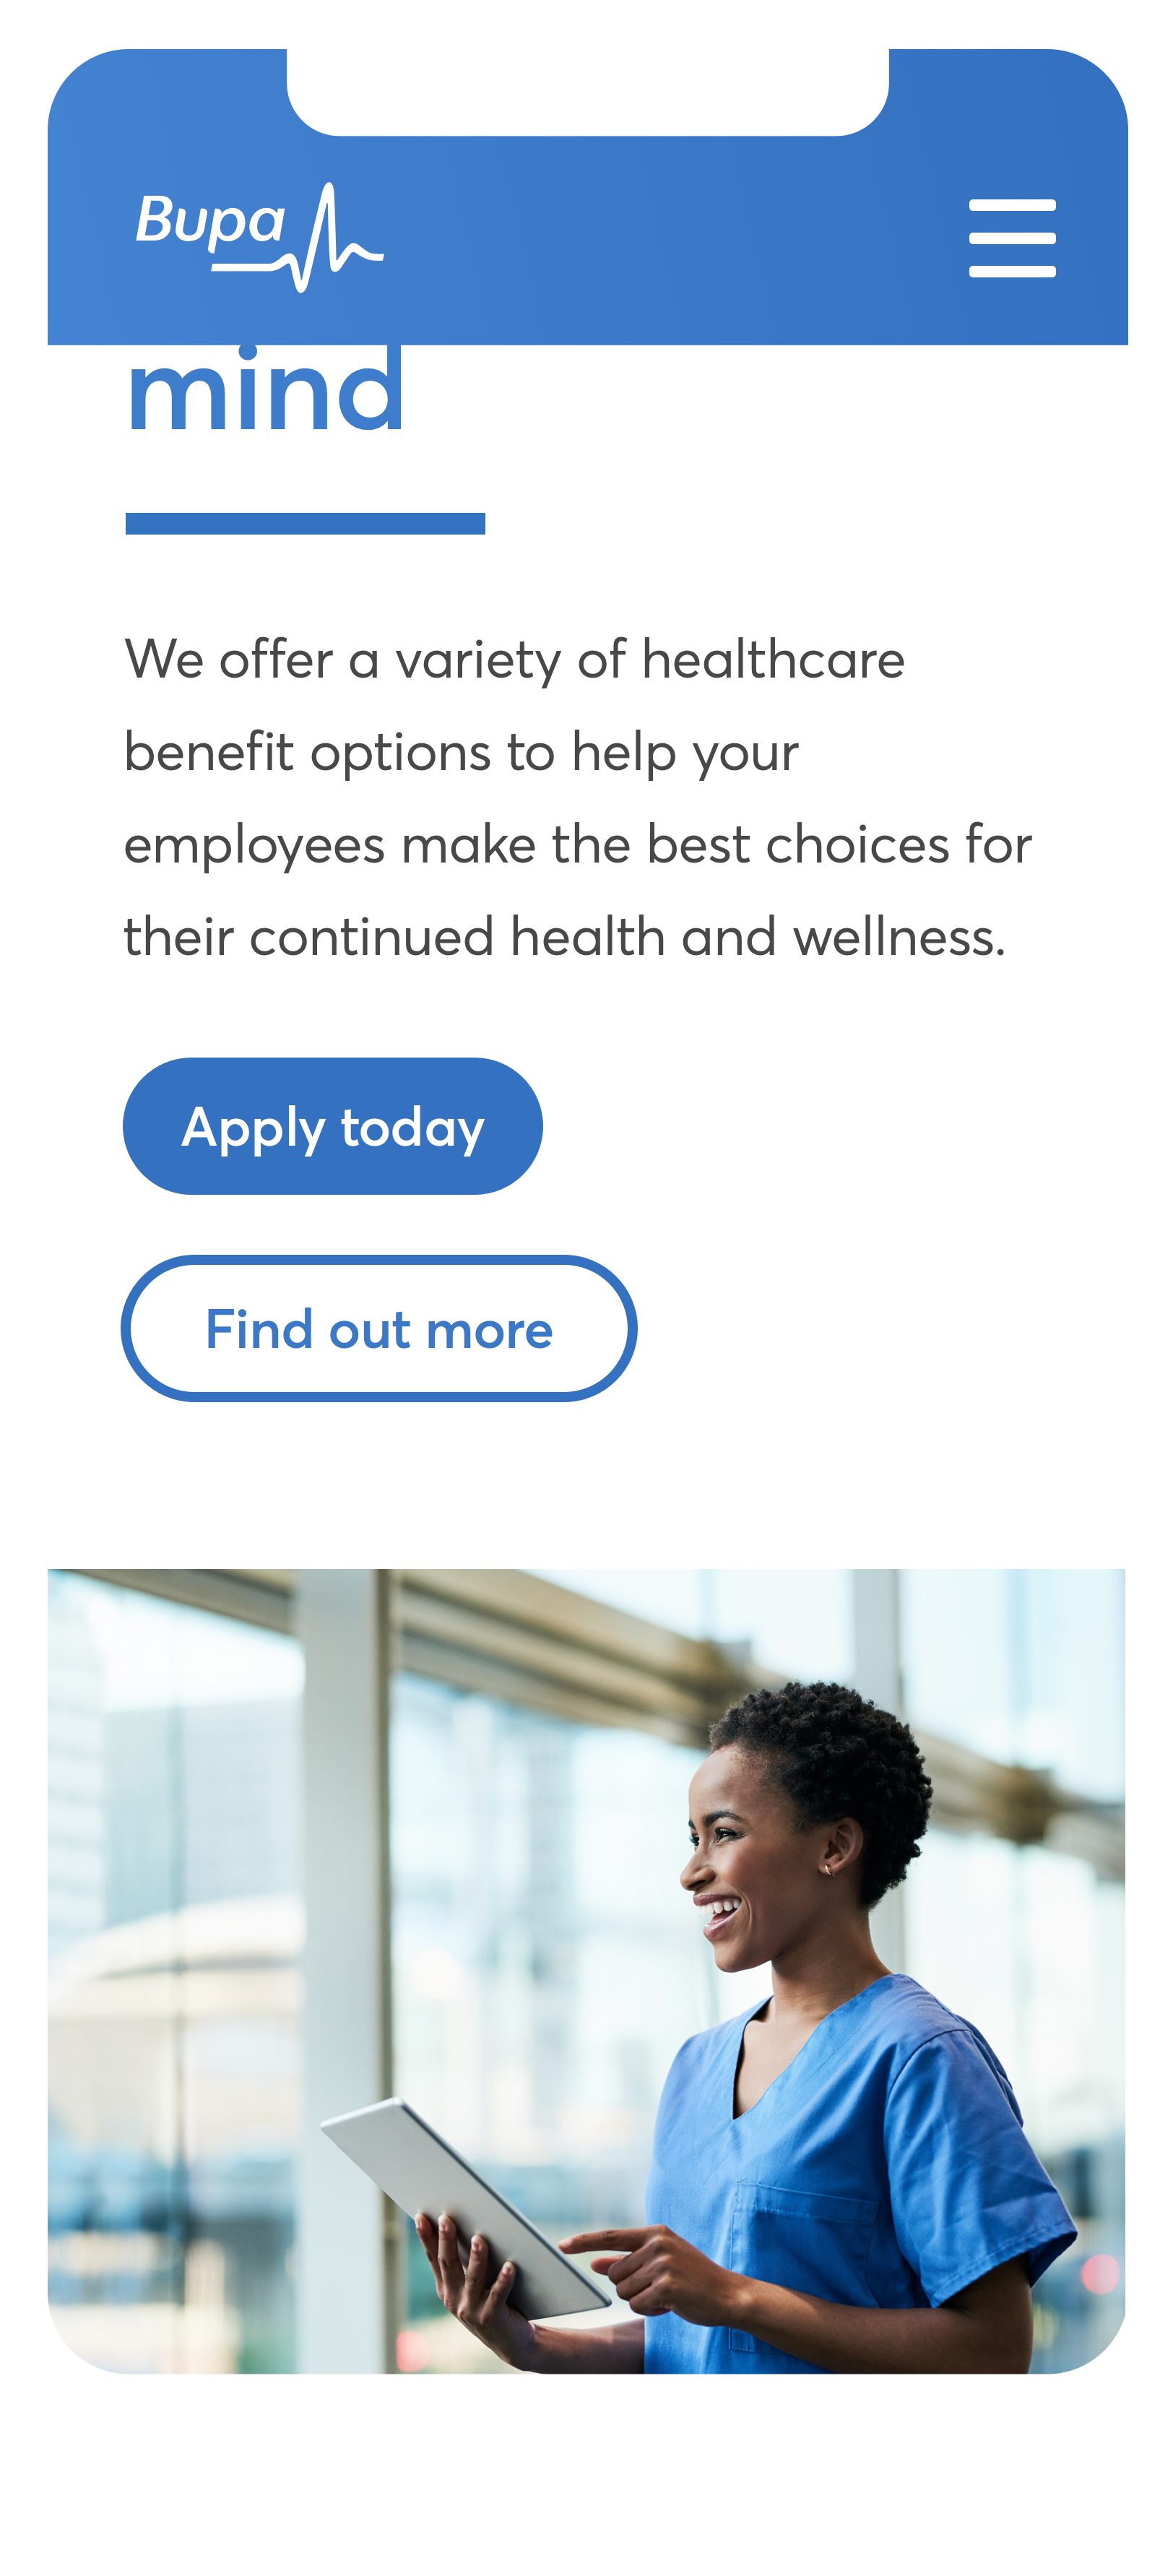 Bupa
mind
We offer a variety of healthcare
benefit options to help your
employees make the best choices for
their continued health and wellness.
Apply today
Find out more